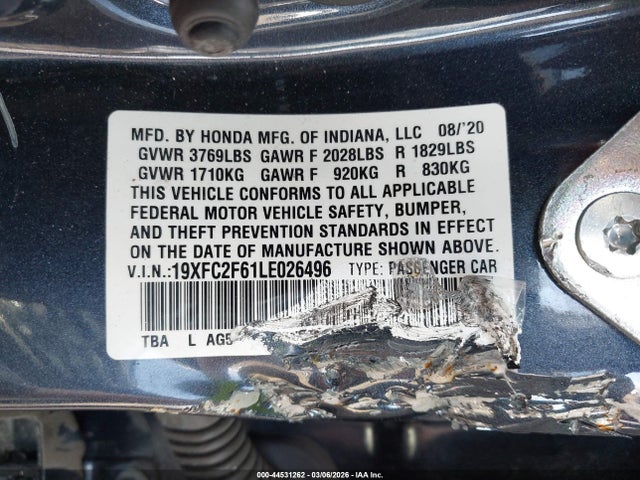 MFD. BY HONDA MFG. OF INDIANA, LLC 08/'20
GVWR 3769LBS GAWR F 2028LBS R 1829LBS
GVWR 1710KG GAWR F 920KG R 830KG
THIS VEHICLE CONFORMS TO ALL APPLICABLE
FEDERAL MOTOR VEHICLE SAFETY, BUMPER,
AND THEFT PREVENTION STANDARDS IN EFFECT
ON THE DATE OF MANUFACTURE SHOWN ABOVE.
V.I.N.:19XFC2F61LE026496 TYPE: PASSENGER CAR
TBA L AG5
000-44531262 - 03/06/2026 - IAA Inc.